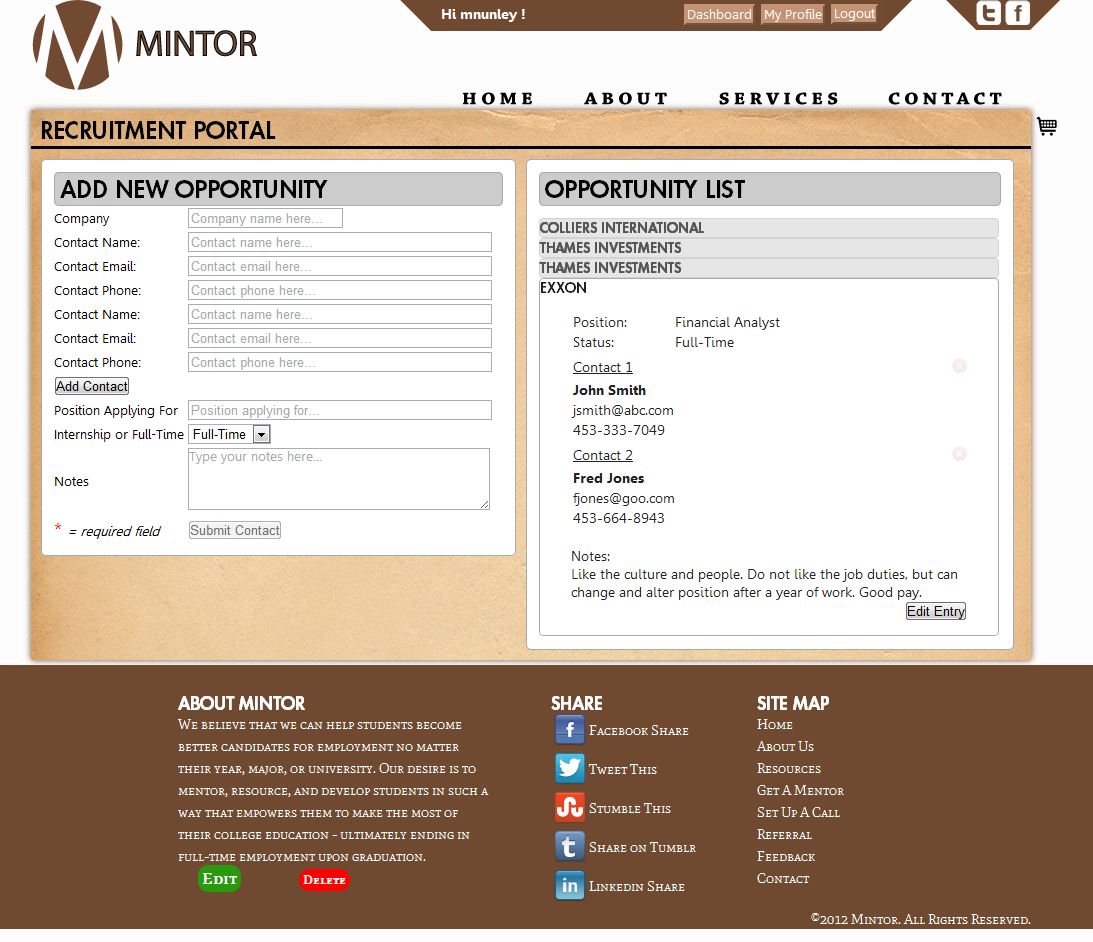 Hi mnunley !
Dashboard
My Profile
Logout
MINTOR
HOME
ABOUT
SERVICES
CONTACT
RECRUITMENT PORTAL
ADD NEW OPPORTUNITY
Company
Company name here...
Contact Name:
Contact name here...
Contact Email:
Contact email here...
Contact Phone:
Contact phone here...
Contact Name:
Contact name here...
Contact Email:
Contact email here...
Contact Phone:
Contact phone here...
Add Contact
Position Applying For
Position applying for...
Internship or Full-Time
Full-Time
Notes
Type your notes here...
* = required field
Submit Contact
OPPORTUNITY LIST
COLLIERS INTERNATIONAL
THAMES INVESTMENTS
THAMES INVESTMENTS
EXXON
Position: Financial Analyst
Status: Full-Time
Contact 1
John Smith
jsmith@abc.com
453-333-7049
Contact 2
Fred Jones
fjones@goo.com
453-664-8943
Notes:
Like the culture and people. Do not like the job duties, but can
change and alter position after a year of work. Good pay.
Edit Entry
ABOUT MINTOR
We believe that we can help students become
better candidates for employment no matter
their year, major, or university. Our desire is to
mentor, resource, and develop students in such a
way that empowers them to make the most of
their college education - ultimately ending in
full-time employment upon graduation.
Edit
Delete
SHARE
Facebook Share
Tweet This
Stumble This
Share on Tumblr
Linkedin Share
SITE MAP
Home
About Us
Resources
Get A Mentor
Set Up A Call
Referral
Feedback
Contact
©2012 Mintor. All Rights Reserved.